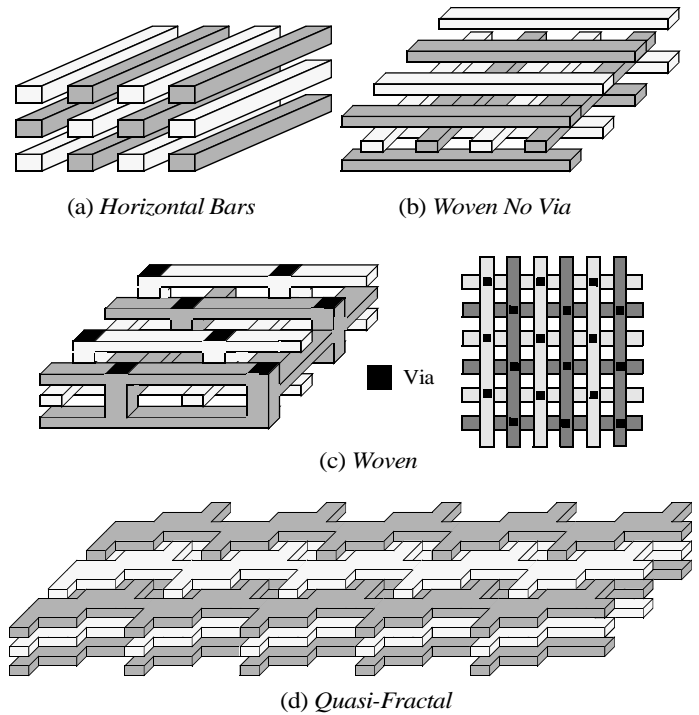 (a) Horizontal Bars
(b) Woven No Via
Via
(c) Woven
(d) Quasi-Fractal